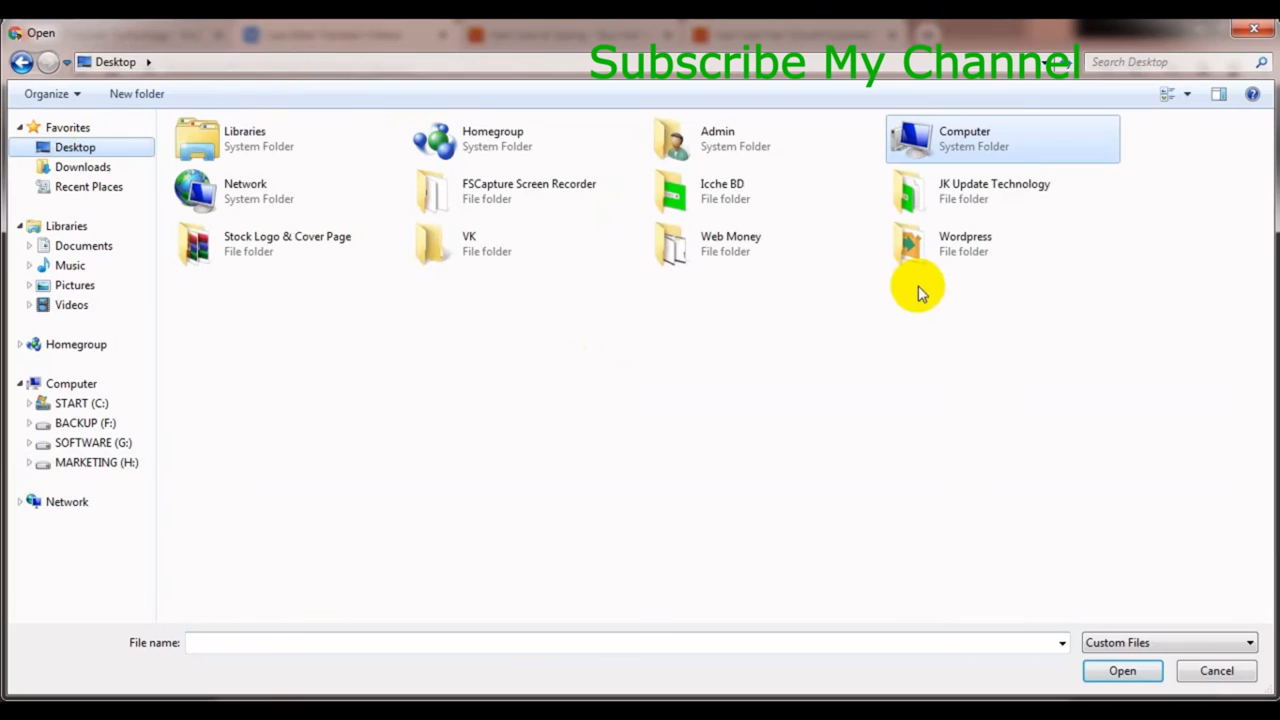 Open
Subscribe My Channel
Desktop
Search Desktop
Organize
New folder
Favorites
Desktop
Downloads
Recent Places
Libraries
Documents
Music
Pictures
Videos
Homegroup
Computer
START (C:)
BACKUP (F:)
SOFTWARE (G:)
MARKETING (H:)
Network
Libraries
System Folder
Homegroup
System Folder
Admin
System Folder
Computer
System Folder
Network
System Folder
FSCapture Screen Recorder
File folder
Icche BD
File folder
JK Update Technology
File folder
Stock Logo & Cover Page
File folder
VK
File folder
Web Money
File folder
Wordpress
File folder
File name:
Custom Files
Open
Cancel